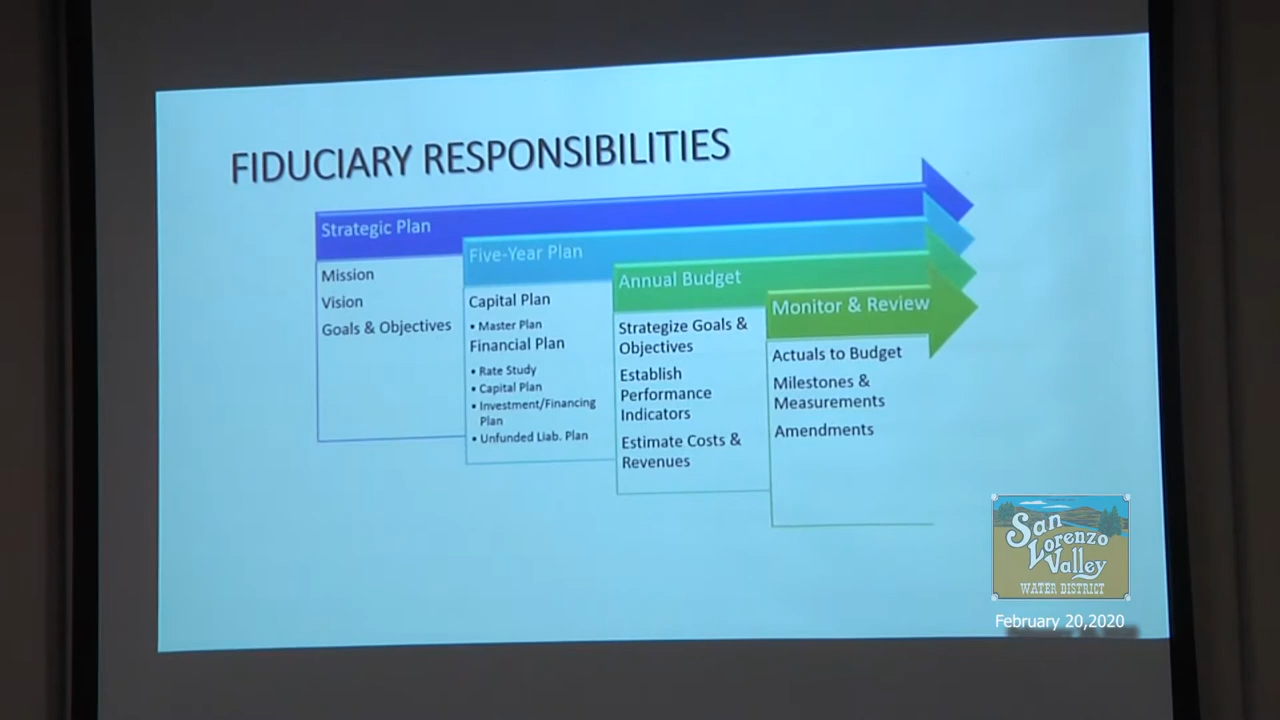 FIDUCIARY RESPONSIBILITIES
Strategic Plan
Mission
Vision
Goals & Objectives
Five-Year Plan
Capital Plan
• Master Plan
Financial Plan
• Rate Study
• Capital Plan
• Investment/Financing
Plan
• Unfunded Liab. Plan
Annual Budget
Strategize Goals &
Objectives
Establish
Performance
Indicators
Estimate Costs &
Revenues
Monitor & Review
Actuals to Budget
Milestones &
Measurements
Amendments
San
Lorenzo
Valley
WATER DISTRICT
February 20,2020